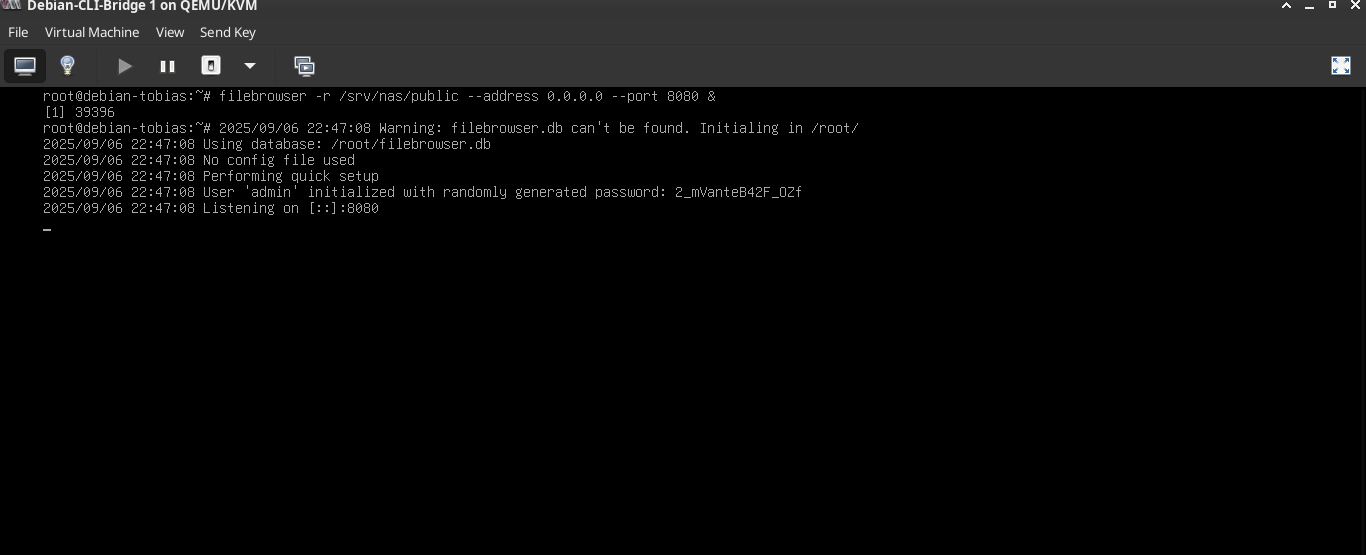 Debian-CLI-Bridge 1 on QEMU/KVM
File Virtual Machine View Send Key
root@debian-tobias:~# filebrowser -r /srv/nas/public --address 0.0.0.0 --port 8080 &
[1] 39396
root@debian-tobias:~# 2025/09/06 22:47:08 Warning: filebrowser.db can't be found. Initialing in /root/
2025/09/06 22:47:08 Using database: /root/filebrowser.db
2025/09/06 22:47:08 No config file used
2025/09/06 22:47:08 Performing quick setup
2025/09/06 22:47:08 User 'admin' initialized with randomly generated password: 2_mVanteB42F_OZf
2025/09/06 22:47:08 Listening on [::]:8080